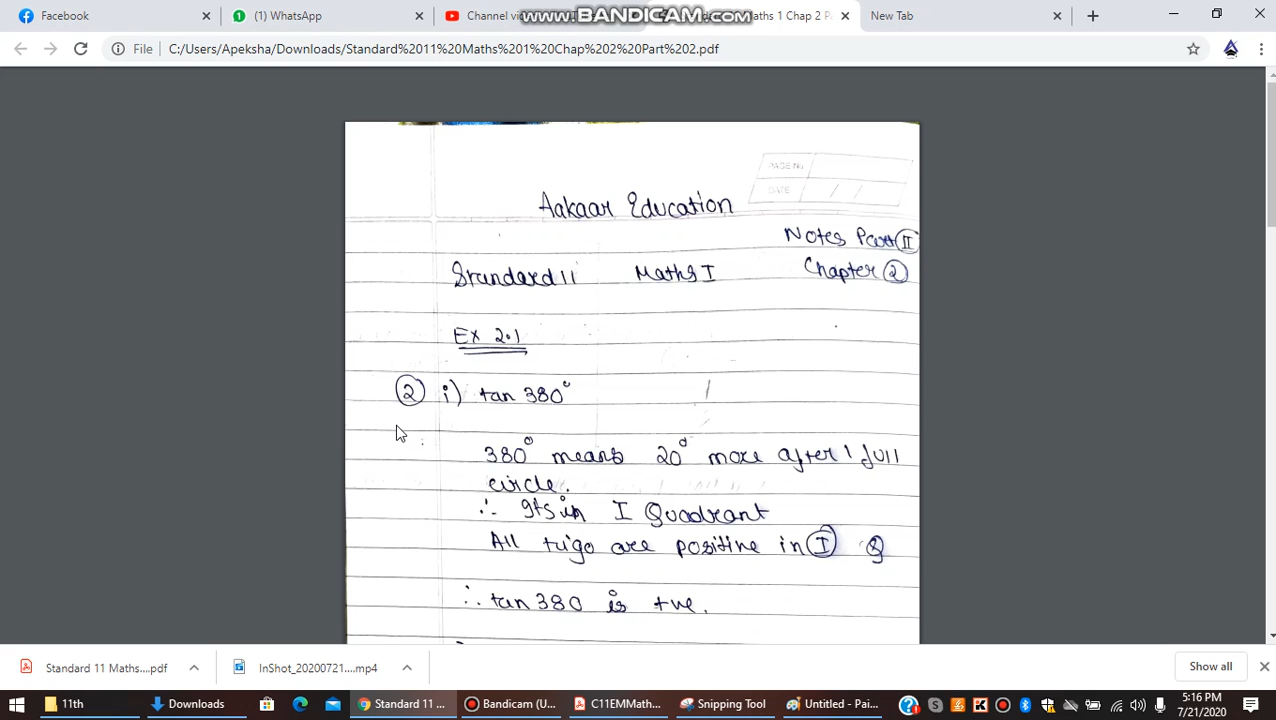 Facebook
(1) WhatsApp
Channel vi
www.BANDICAM.com
aths 1 Chap 2 P
New Tab
File
C:/Users/Apeksha/Downloads/Standard%2011%20Maths%201%20Chap%202%20Part%202.pdf
PAGE No
DATE / /
Aakaar Education
Notes Part II
Standard 11 Maths I Chapter 2
Ex 2.1
2 i) tan 380°
380° means 20° more after 1 full
circle.
∴ Its in I Quadrant
All trigo are positive in I Q
∴ tan 380 is +ve.
Standard 11 Maths....pdf
InShot_20200721....mp4
Show all
11th
Downloads
Standard 11 ...
Bandicam (U...
C11EMMath...
Snipping Tool
Untitled - Pai...
5:16 PM
7/21/2020